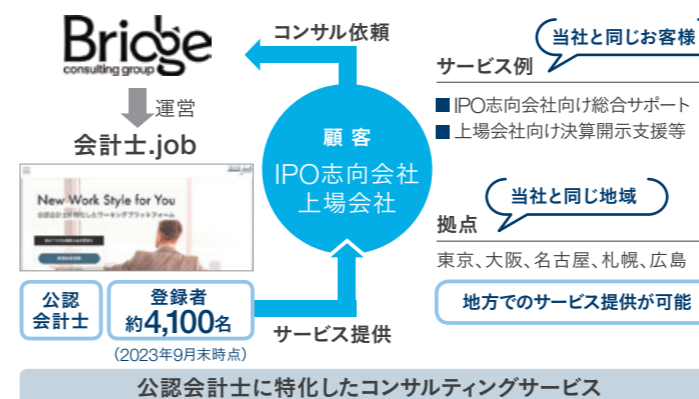 Bridge
consulting group
コンサル依頼
当社と同じお客様
サービス例
■IPO志向会社向け総合サポート
■上場会社向け決算開示支援等
運営
会計士.job
New Work Style for You
顧客
IPO志向会社
上場会社
当社と同じ地域
拠点
東京、大阪、名古屋、札幌、広島
地方でのサービス提供が可能
公認
会計士
登録者
約4,100名
(2023年9月末時点)
サービス提供
公認会計士に特化したコンサルティングサービス